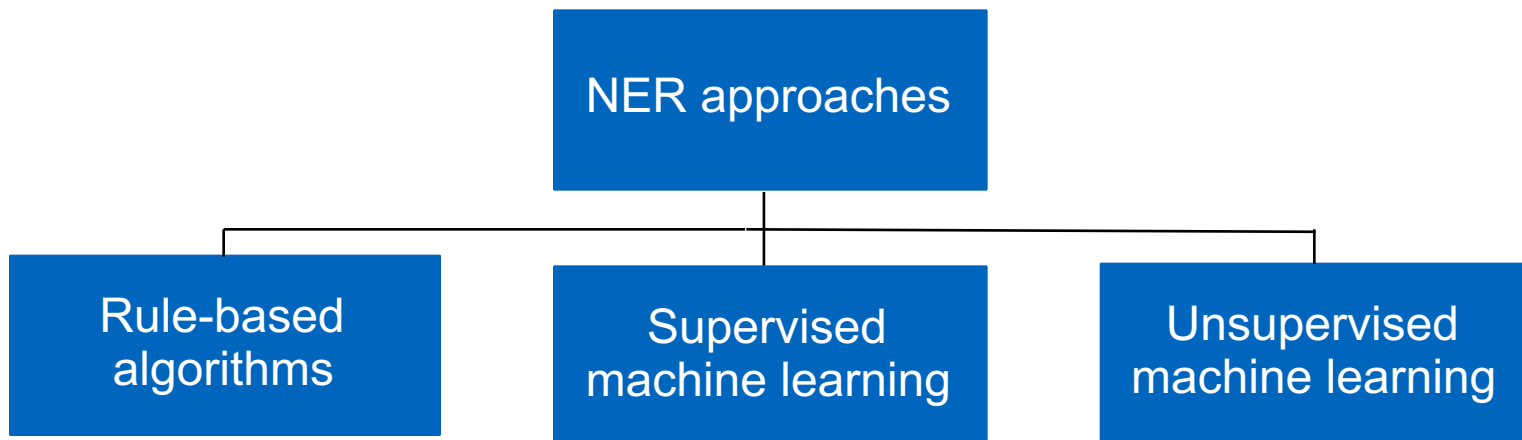 NER approaches
Rule-based
algorithms
Supervised
machine learning
Unsupervised
machine learning